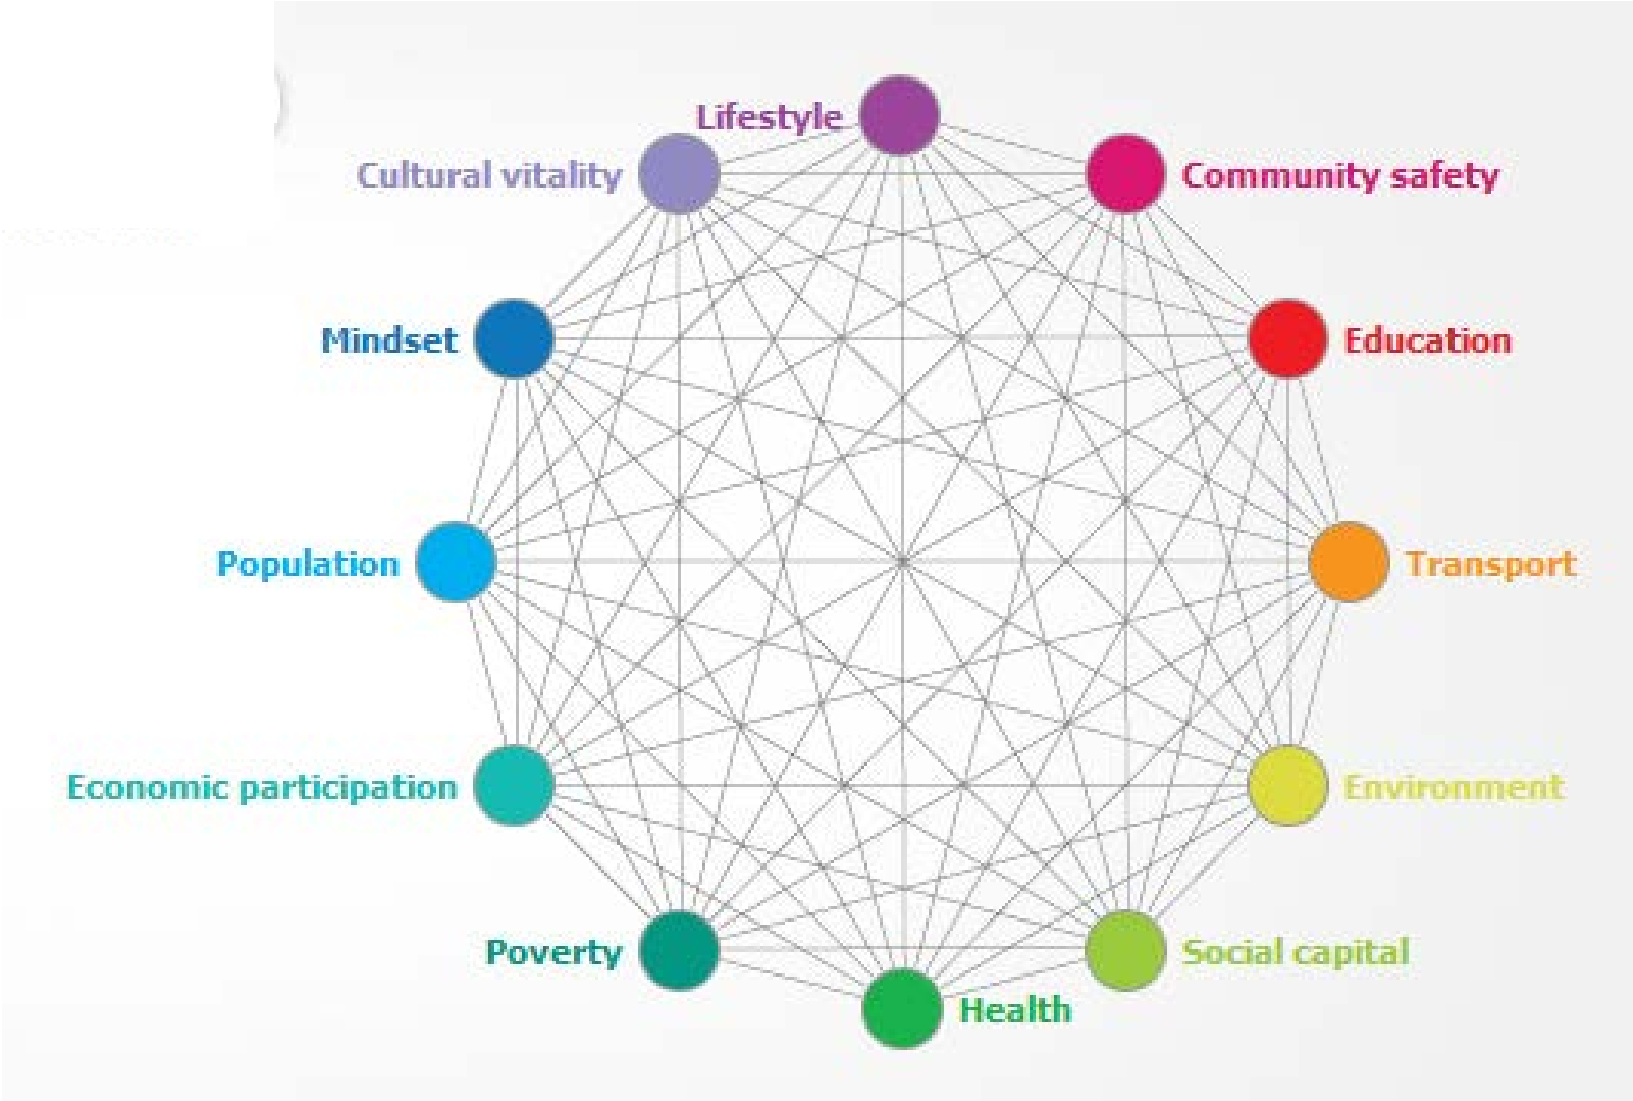 Lifestyle
Cultural vitality
Community safety
Mindset
Education
Population
Transport
Economic participation
Environment
Poverty
Social capital
Health